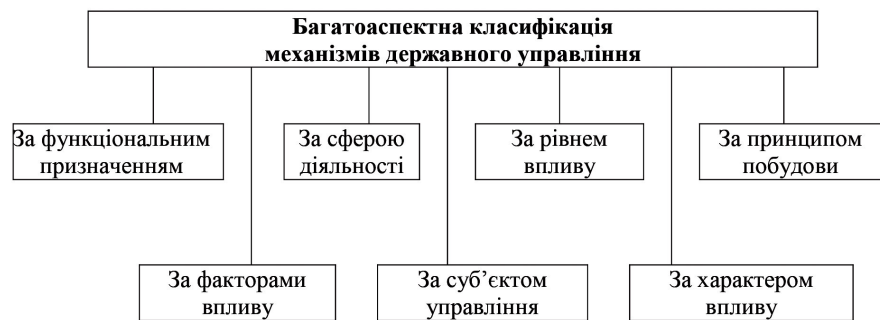 Багатоаспектна класифікація
механізмів державного управління
За функціональним
призначенням
За сферою
діяльності
За рівнем
впливу
За принципом
побудови
За факторами
впливу
За суб’єктом
управління
За характером
впливу